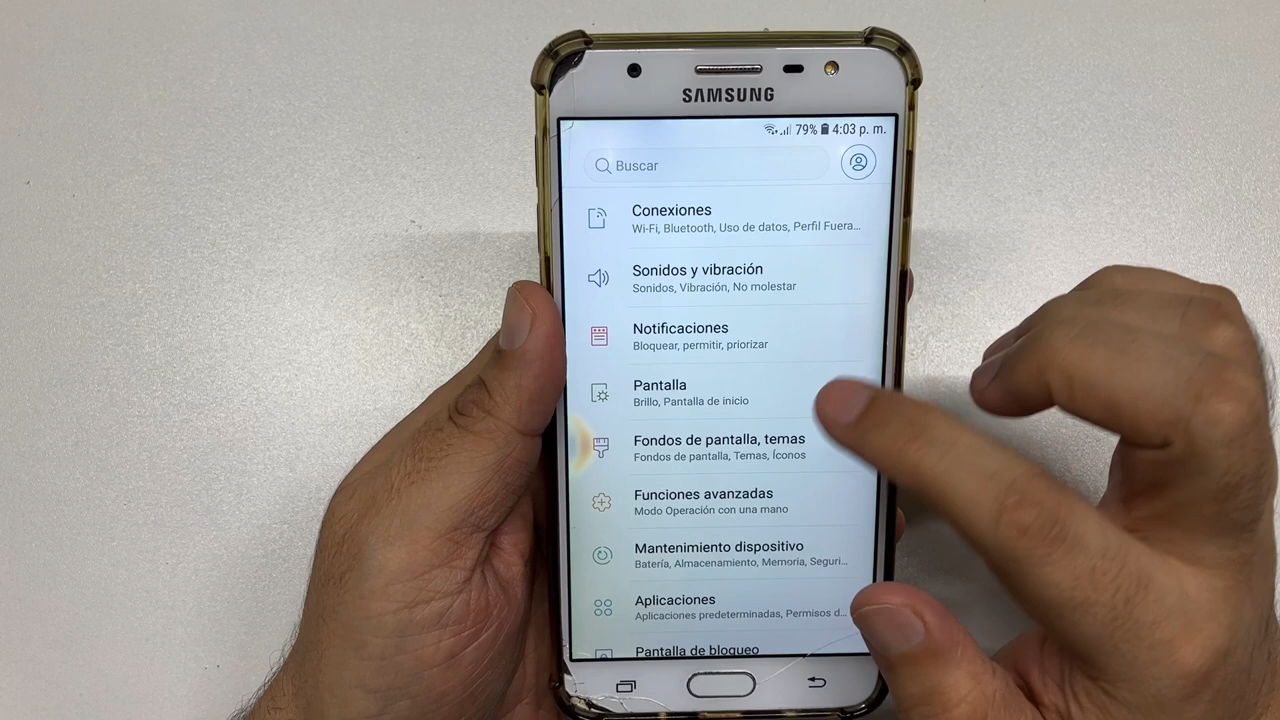 SAMSUNG
79% 4:03 p. m.
Buscar
Conexiones
Wi-Fi, Bluetooth, Uso de datos, Perfil Fuera...
Sonidos y vibración
Sonidos, Vibración, No molestar
Notificaciones
Bloquear, permitir, priorizar
Pantalla
Brillo, Pantalla de inicio
Fondos de pantalla, temas
Fondos de pantalla, Temas, Íconos
Funciones avanzadas
Modo Operación con una mano
Mantenimiento dispositivo
Batería, Almacenamiento, Memoria, Seguri...
Aplicaciones
Aplicaciones predeterminadas, Permisos d...
Pantalla de bloqueo